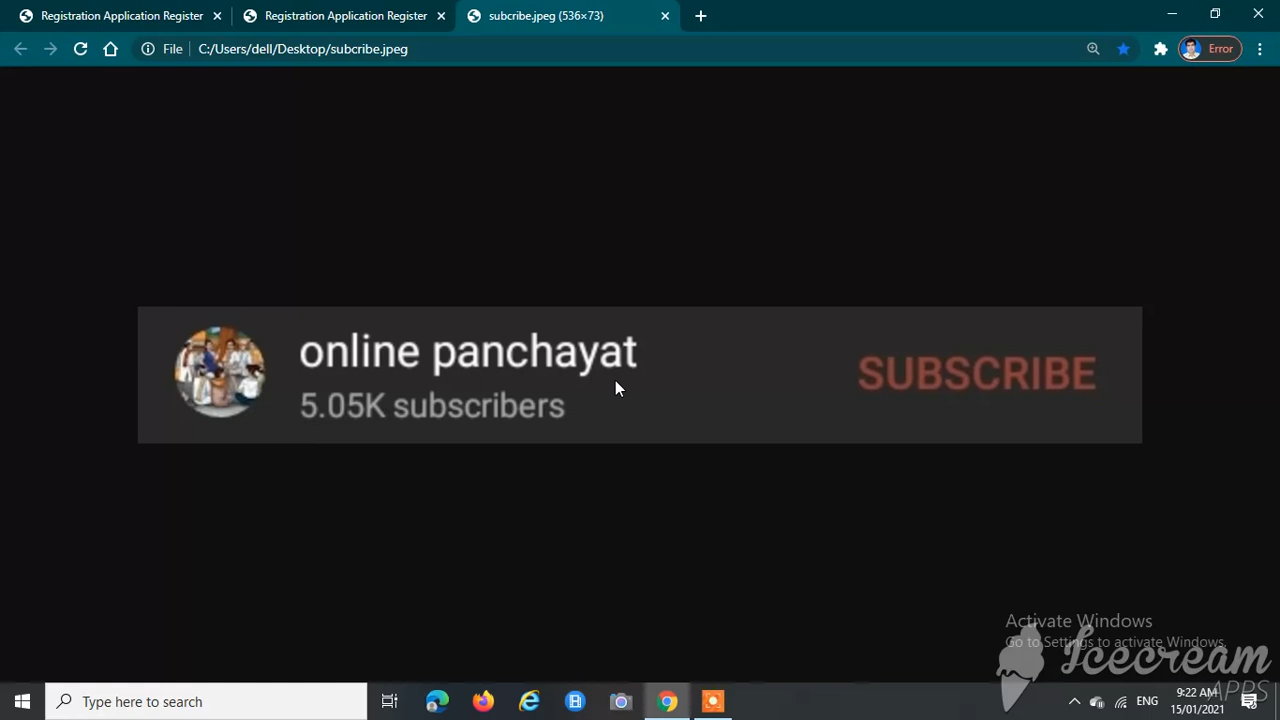 Registration Application Register
Registration Application Register
subcribe.jpeg (536×73)
File
C:/Users/dell/Desktop/subcribe.jpeg
Error
online panchayat
5.05K subscribers
SUBSCRIBE
Activate Windows
Go to Settings to activate Windows.
Icecream
APPS
Type here to search
ENG
9:22 AM
15/01/2021